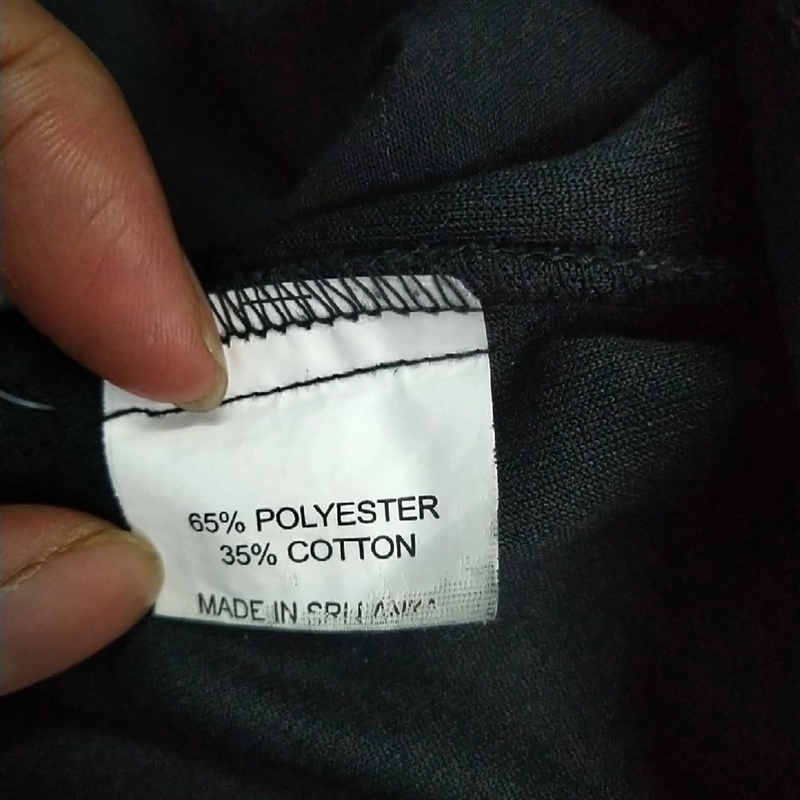 65% POLYESTER
35% COTTON
MADE IN SRI LANKA